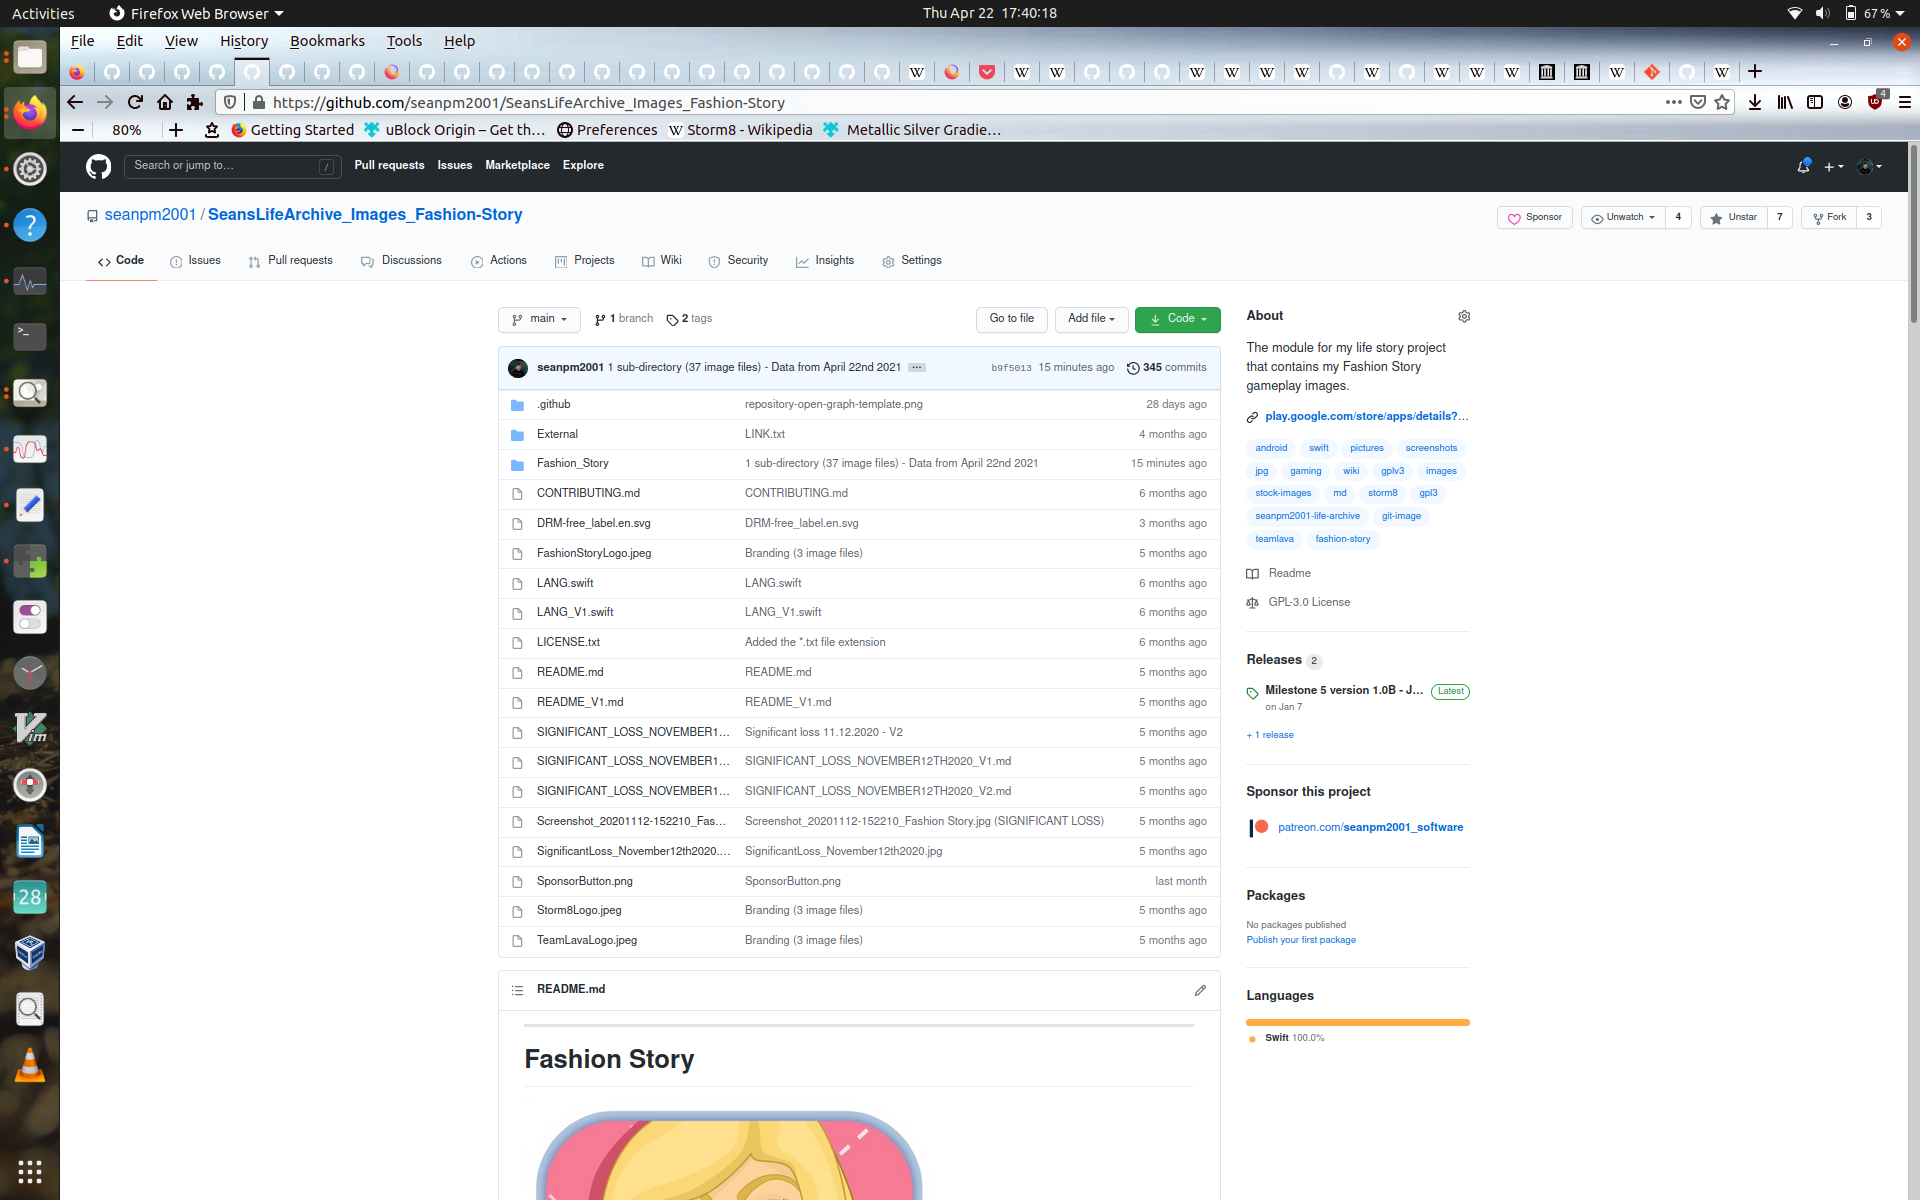 Activities
Firefox Web Browser
Thu Apr 22 17:40:18
67 %
File Edit View History Bookmarks Tools Help
https://github.com/seanpm2001/SeansLifeArchive_Images_Fashion-Story
4
80%
Getting Started
uBlock Origin – Get th…
Preferences
Storm8 - Wikipedia
Metallic Silver Gradie…
Search or jump to…
/
Pull requests Issues Marketplace Explore
seanpm2001 / SeansLifeArchive_Images_Fashion-Story
Sponsor
Unwatch 4
Unstar 7
Fork 3
Code Issues Pull requests Discussions Actions Projects Wiki Security Insights Settings
main
1 branch
2 tags
Go to file
Add file
Code
seanpm2001 1 sub-directory (37 image files) - Data from April 22nd 2021 ...
b9f5013 15 minutes ago
345 commits
.github repository-open-graph-template.png 28 days ago
External LINK.txt 4 months ago
Fashion_Story 1 sub-directory (37 image files) - Data from April 22nd 2021 15 minutes ago
CONTRIBUTING.md CONTRIBUTING.md 6 months ago
DRM-free_label.en.svg DRM-free_label.en.svg 3 months ago
FashionStoryLogo.jpeg Branding (3 image files) 5 months ago
LANG.swift LANG.swift 6 months ago
LANG_V1.swift LANG_V1.swift 6 months ago
LICENSE.txt Added the *.txt file extension 6 months ago
README.md README.md 5 months ago
README_V1.md README_V1.md 5 months ago
SIGNIFICANT_LOSS_NOVEMBER1… Significant loss 11.12.2020 - V2 5 months ago
SIGNIFICANT_LOSS_NOVEMBER1… SIGNIFICANT_LOSS_NOVEMBER12TH2020_V1.md 5 months ago
SIGNIFICANT_LOSS_NOVEMBER1… SIGNIFICANT_LOSS_NOVEMBER12TH2020_V2.md 5 months ago
Screenshot_20201112-152210_Fas… Screenshot_20201112-152210_Fashion Story.jpg (SIGNIFICANT LOSS) 5 months ago
SignificantLoss_November12th2020.… SignificantLoss_November12th2020.jpg 5 months ago
SponsorButton.png SponsorButton.png last month
Storm8Logo.jpeg Branding (3 image files) 5 months ago
TeamLavaLogo.jpeg Branding (3 image files) 5 months ago
README.md
Fashion Story
About
The module for my life story project
that contains my Fashion Story
gameplay images.
play.google.com/store/apps/details?…
android swift pictures screenshots
jpg gaming wiki gplv3 images
stock-images md storm8 gpl3
seanpm2001-life-archive git-image
teamlava fashion-story
Readme
GPL-3.0 License
Releases 2
Milestone 5 version 1.0B - J… Latest
on Jan 7
+ 1 release
Sponsor this project
patreon.com/seanpm2001_software
Packages
No packages published
Publish your first package
Languages
Swift 100.0%
28